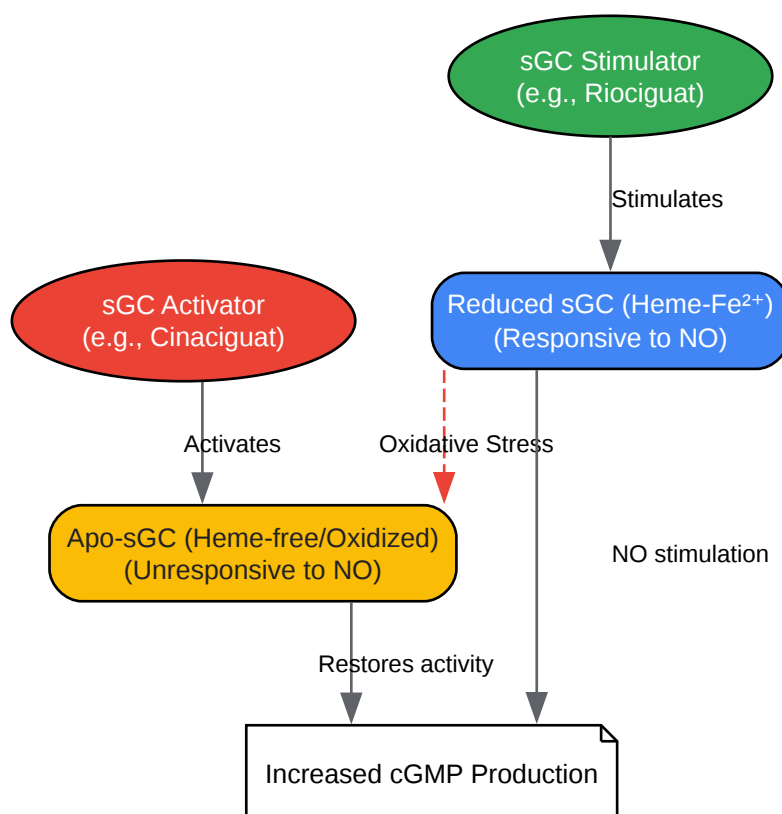 sGC Stimulator
(e.g., Riociguat)
Stimulates
sGC Activator
(e.g., Cinaciguat)
Reduced sGC (Heme-Fe²⁺)
(Responsive to NO)
Activates
Oxidative Stress
Apo-sGC (Heme-free/Oxidized)
(Unresponsive to NO)
NO stimulation
Restores activity
Increased cGMP Production